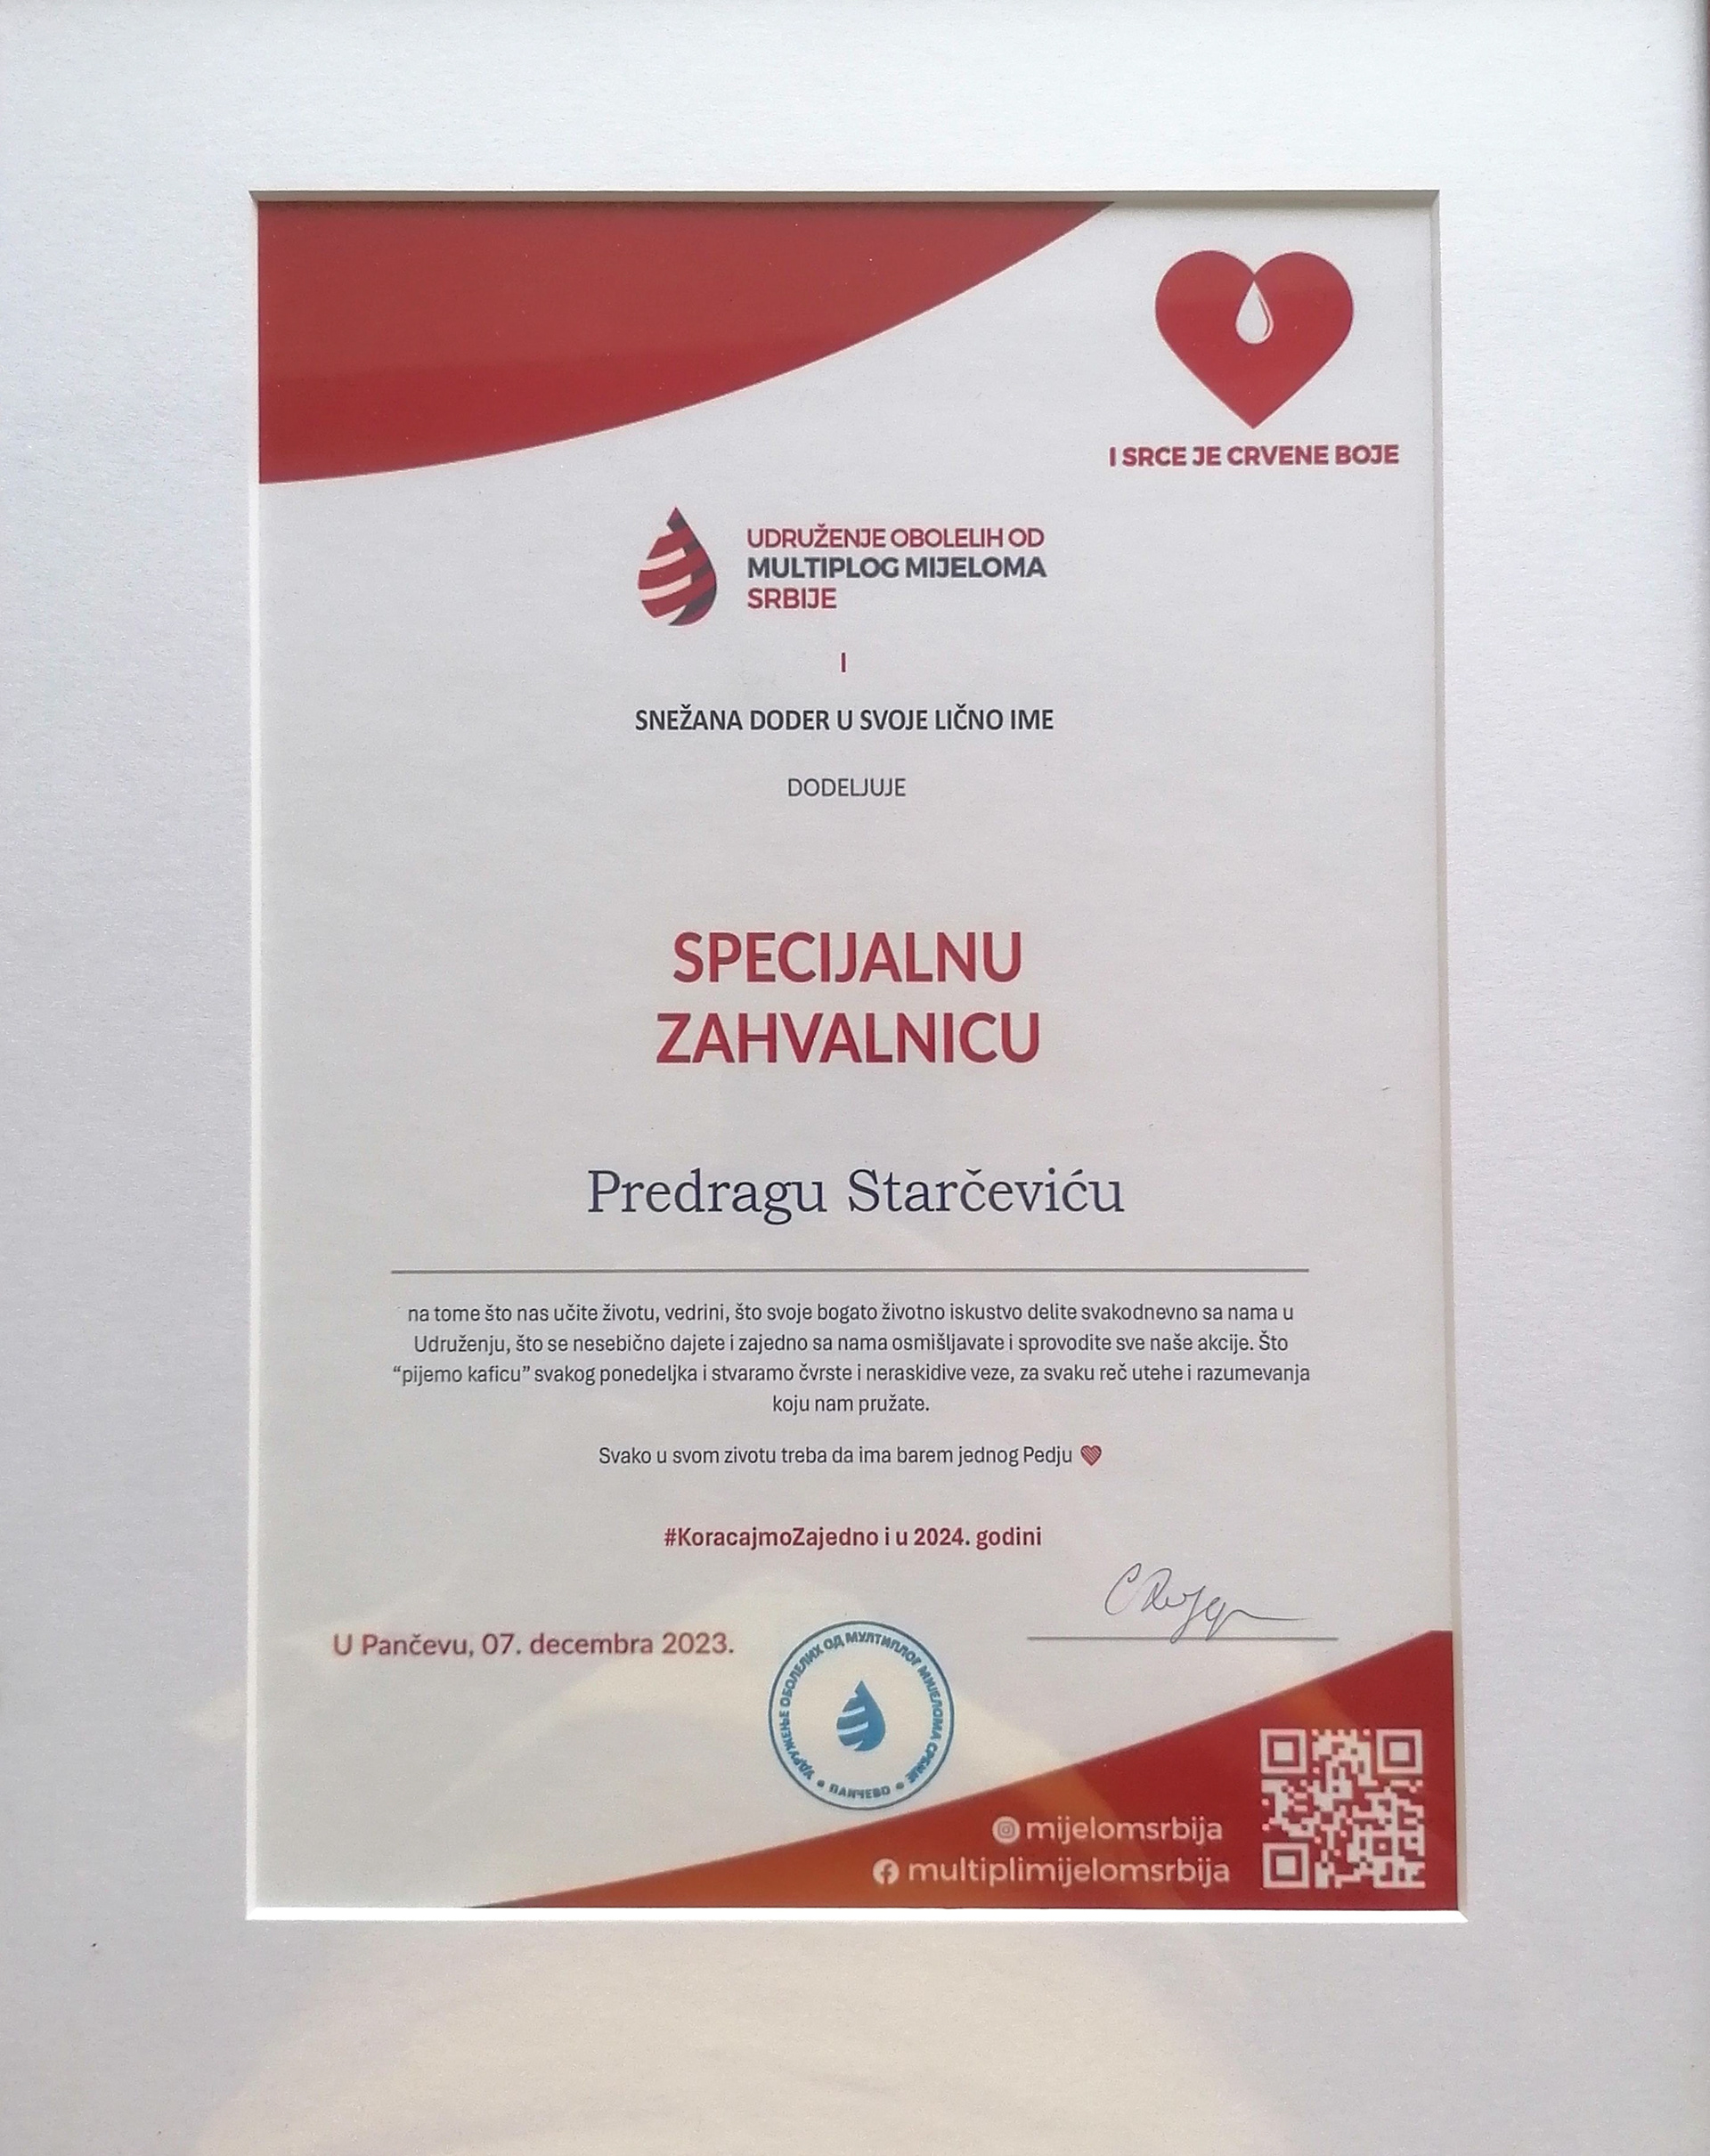 I SRCE JE CRVENE BOJE
UDRUŽENJE OBOLELIH OD
MULTIPLOG MIJELOMA
SRBIJE
I
SNEŽANA DODER U SVOJE LIČNO IME
DODELJUJE
SPECIJALNU
ZAHVALNICU
Predragu Starčeviću
na tome što nas učite životu, vedrini, što svoje bogato životno iskustvo delite svakodnevno sa nama u
Udruženju, što se nesebično dajete i zajedno sa nama osmišljavate i sprovodite sve naše akcije. Što
“pijemo kaficu” svakog ponedeljka i stvaramo čvrste i neraskidive veze, za svaku reč utehe i razumevanja
koju nam pružate.
Svako u svom zivotu treba da ima barem jednog Pedju ❤
#KoracajmoZajedno i u 2024. godini
U Pančevu, 07. decembra 2023.
УДРУЖЕЊЕ ОБОЛЕЛИХ ОД МУЛТИПЛОГ МИЈЕЛОМА СРБИЈЕ
ПАНЧЕВО
mijelomsrbija
multiplimijelomsrbija